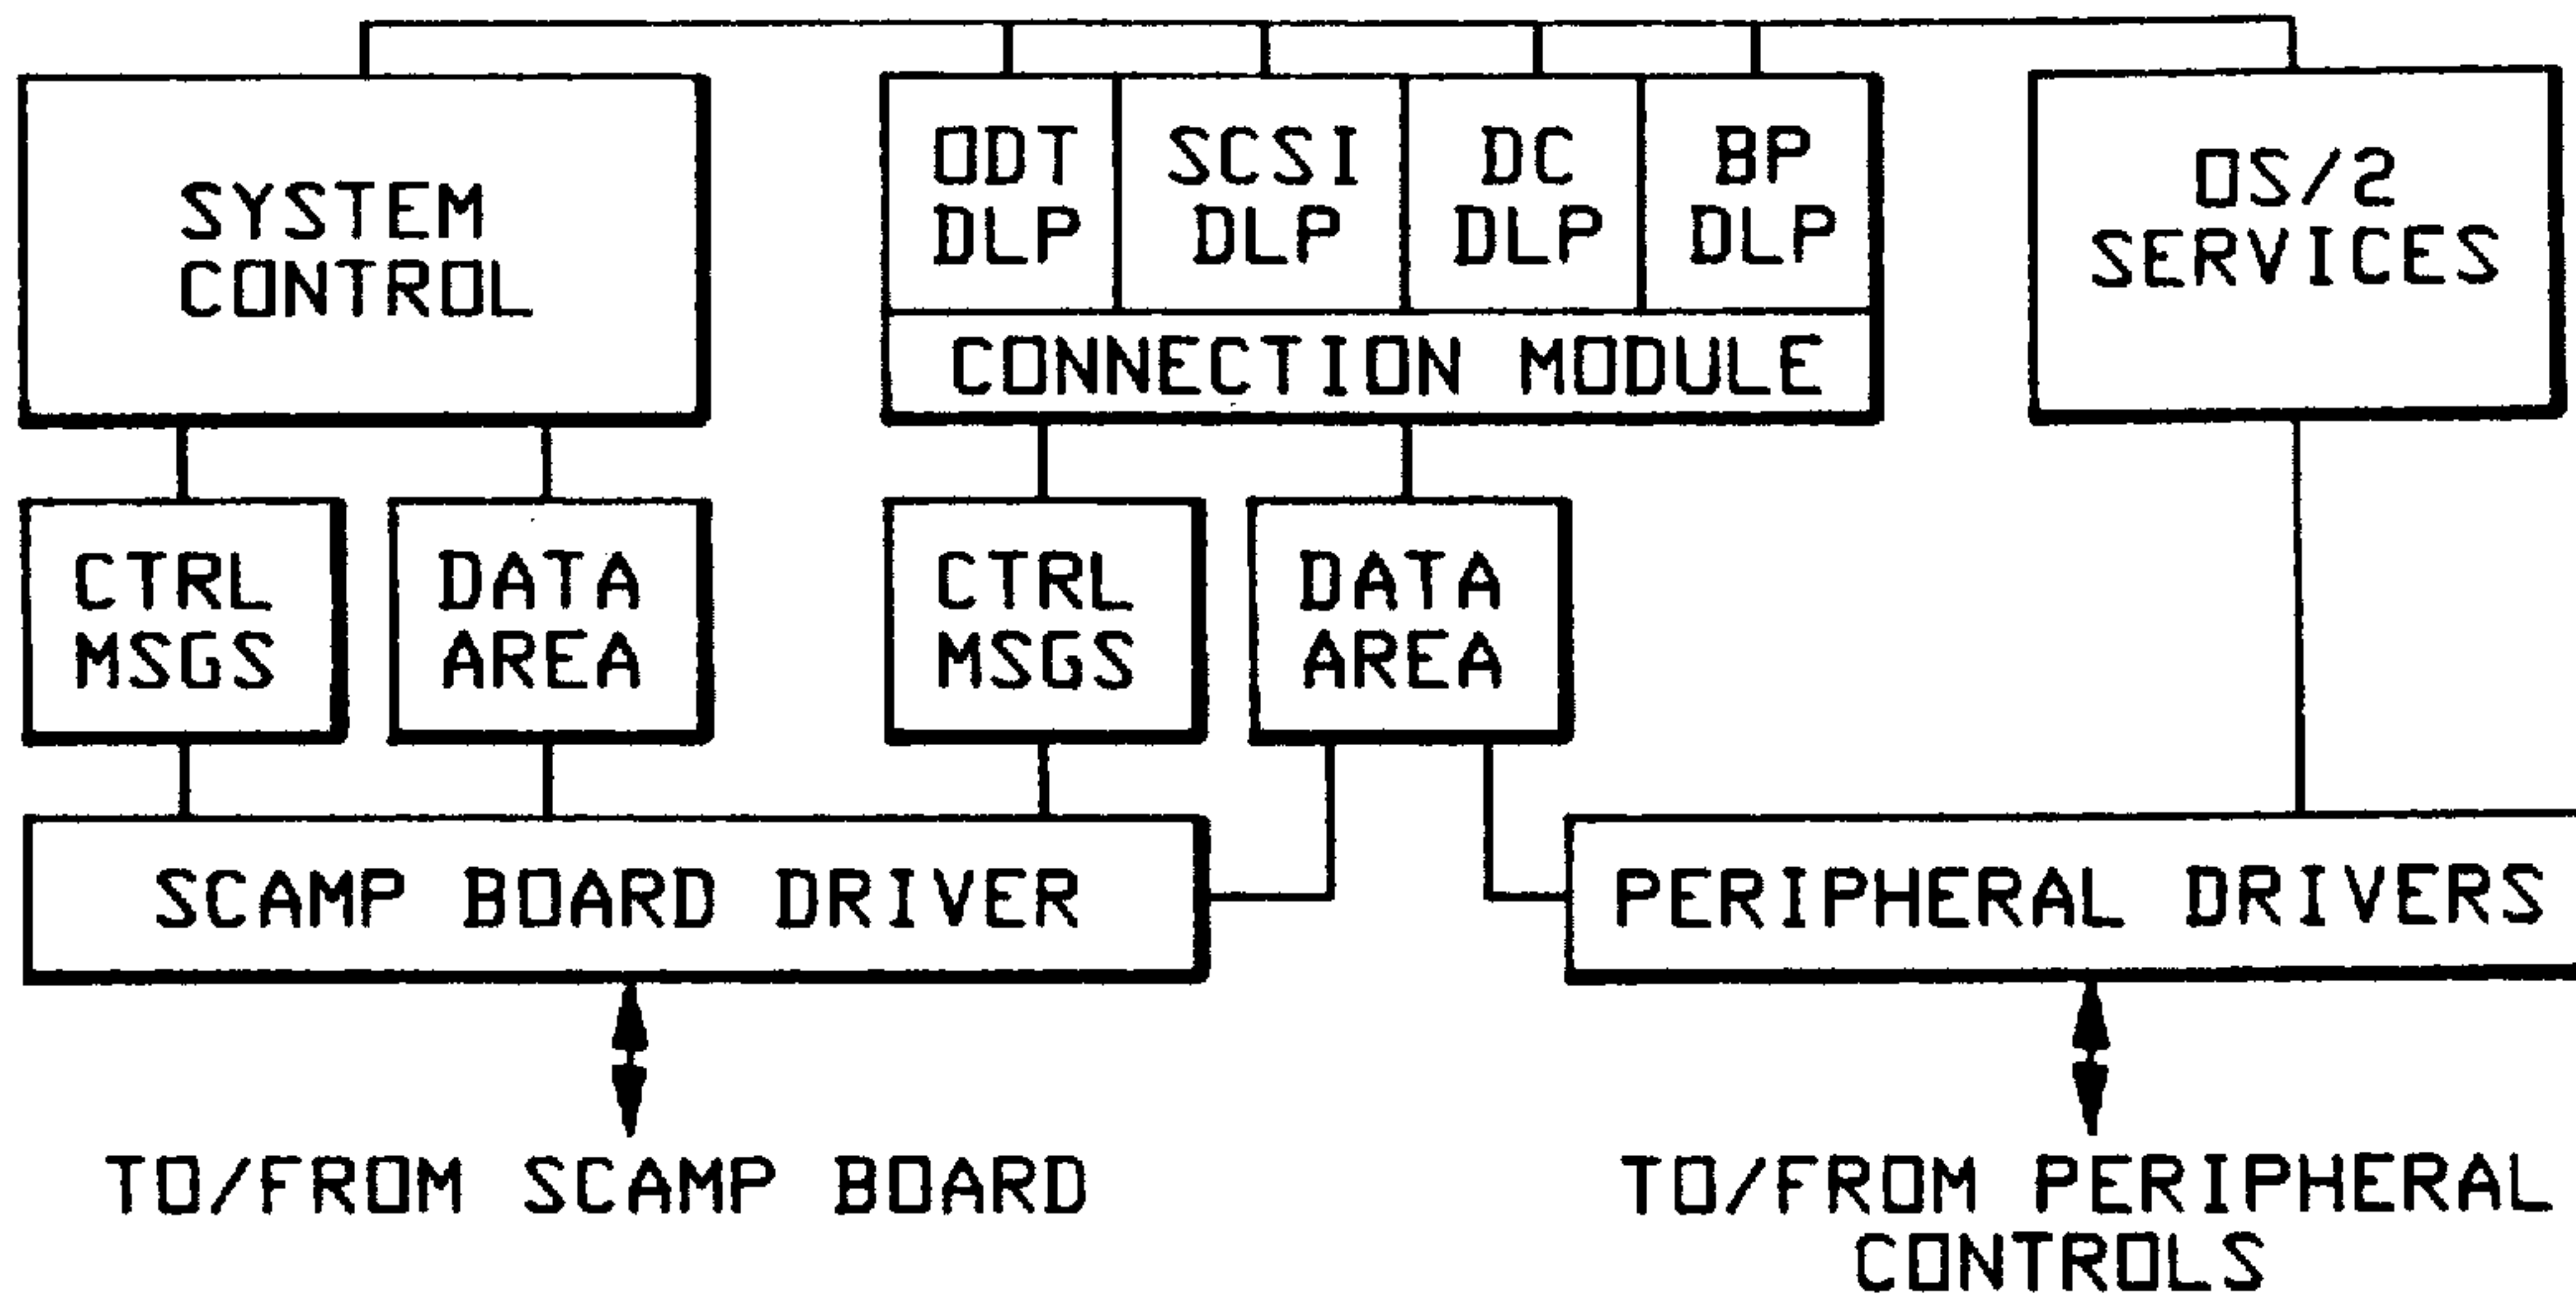 SYSTEM
CONTROL
ODT
DLP
SCSI
DLP
DC
DLP
BP
DLP
CONNECTION MODULE
OS/2
SERVICES
CTRL
MSGS
DATA
AREA
CTRL
MSGS
DATA
AREA
SCAMP BOARD DRIVER
PERIPHERAL DRIVERS
TO/FROM SCAMP BOARD
TO/FROM PERIPHERAL
CONTROLS